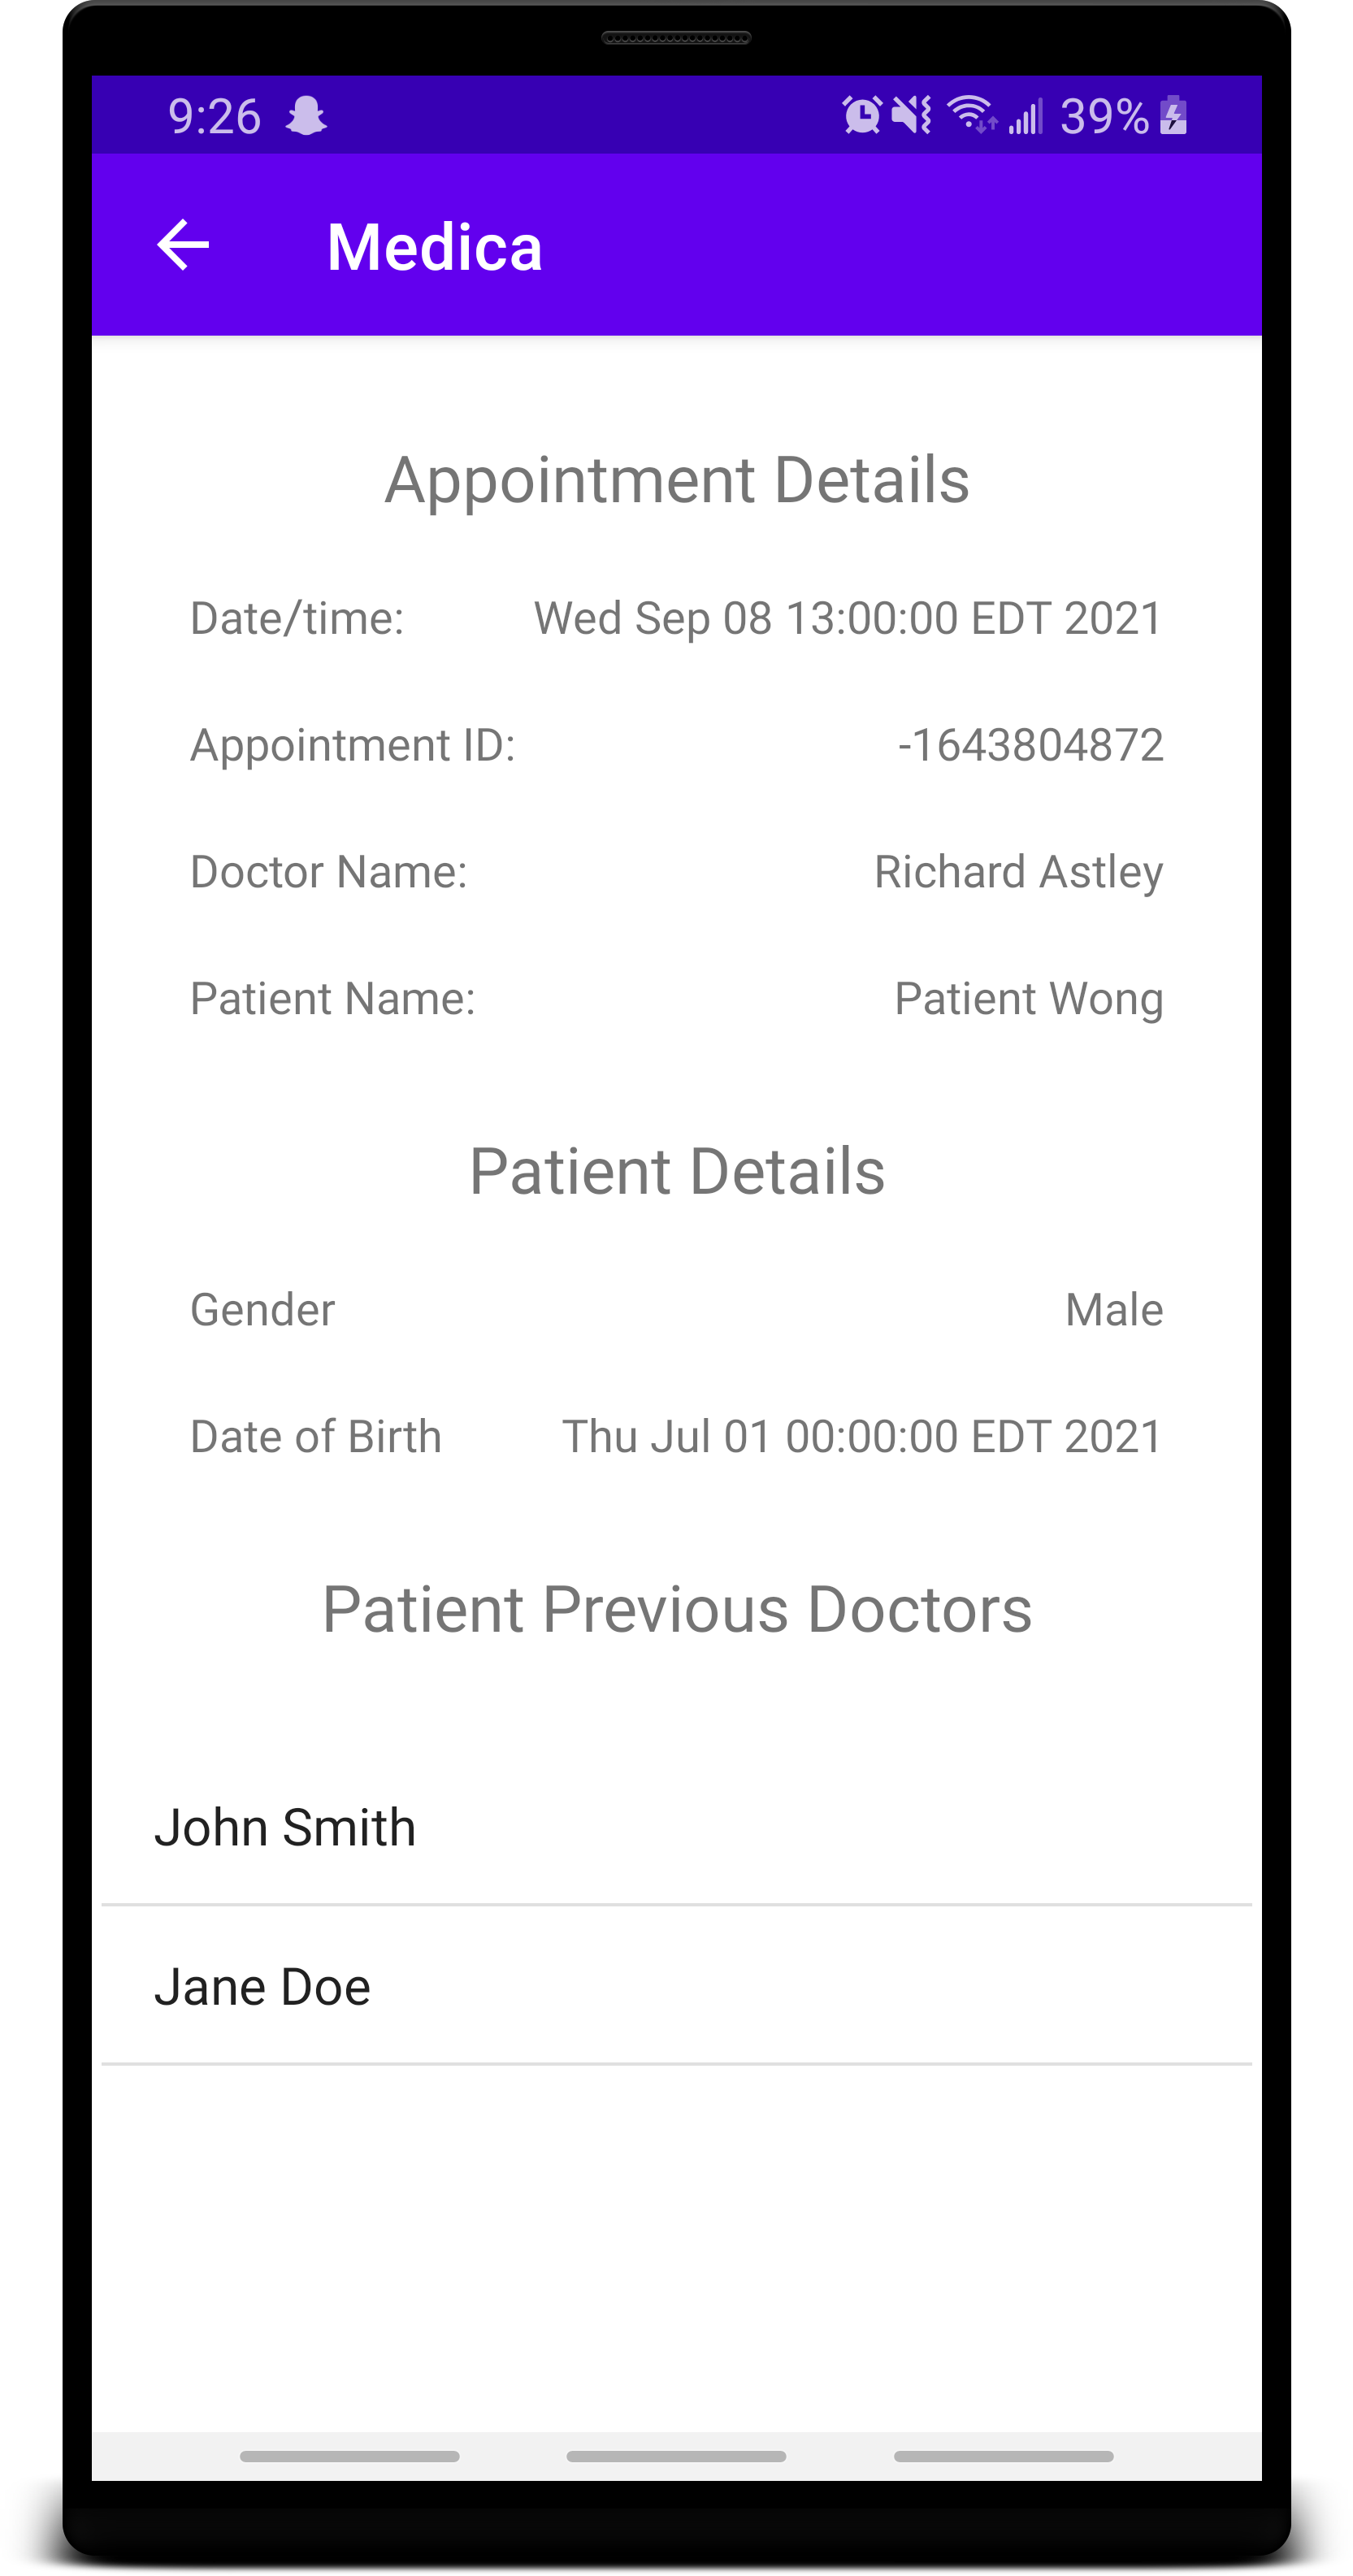 9:26 39%
Medica
Appointment Details
Date/time: Wed Sep 08 13:00:00 EDT 2021
Appointment ID: -1643804872
Doctor Name: Richard Astley
Patient Name: Patient Wong
Patient Details
Gender Male
Date of Birth Thu Jul 01 00:00:00 EDT 2021
Patient Previous Doctors
John Smith
Jane Doe